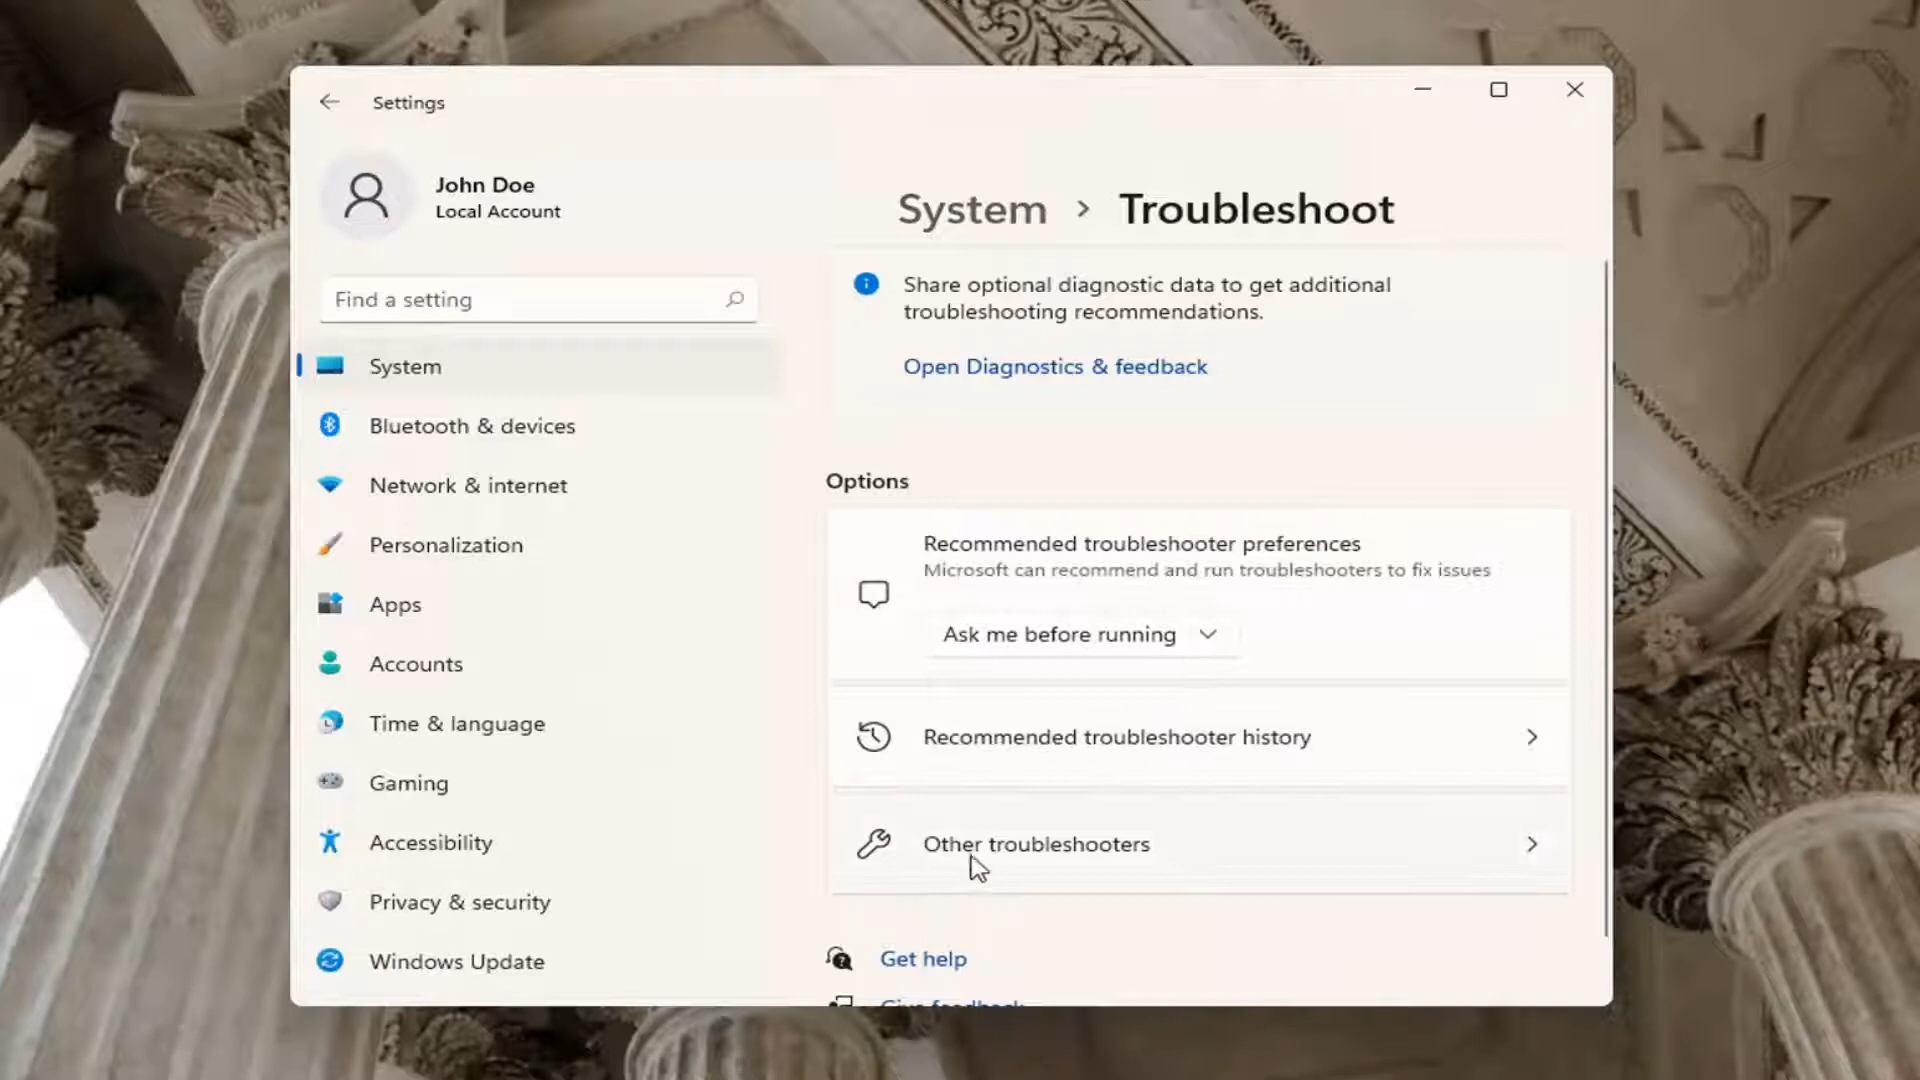 Settings
John Doe
Local Account
Find a setting
System
Bluetooth & devices
Network & internet
Personalization
Apps
Accounts
Time & language
Gaming
Accessibility
Privacy & security
Windows Update
System > Troubleshoot
Share optional diagnostic data to get additional
troubleshooting recommendations.
Open Diagnostics & feedback
Options
Recommended troubleshooter preferences
Microsoft can recommend and run troubleshooters to fix issues
Ask me before running
Recommended troubleshooter history
Other troubleshooters
Get help
Give feedback